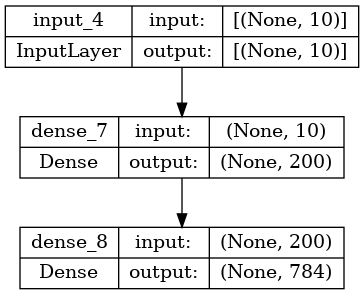 input_4 input: [(None, 10)]
InputLayer output: [(None, 10)]
dense_7 input: (None, 10)
Dense output: (None, 200)
dense_8 input: (None, 200)
Dense output: (None, 784)